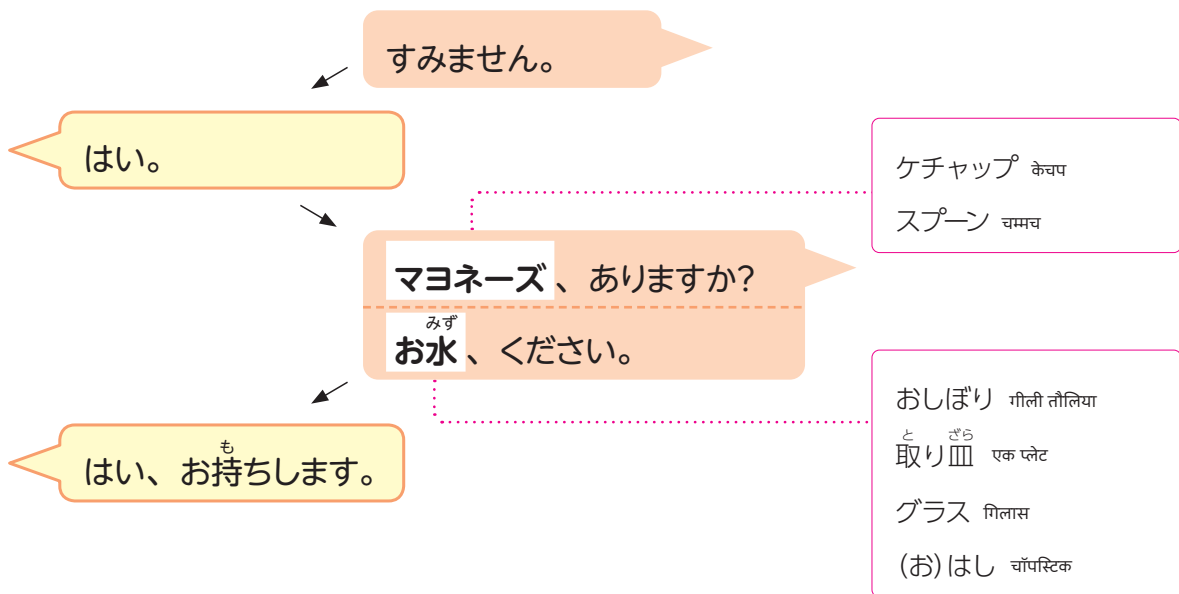 すみません。
はい。
マヨネーズ、ありますか?
みず
お水、ください。
も
はい、お持ちします。
ケチャップ केचप
スプーン चम्मच
おしぼり गीली तौलिया
と ざら
取り皿 एक प्लेट
グラス गिलास
(お)はし चॉपस्टिक